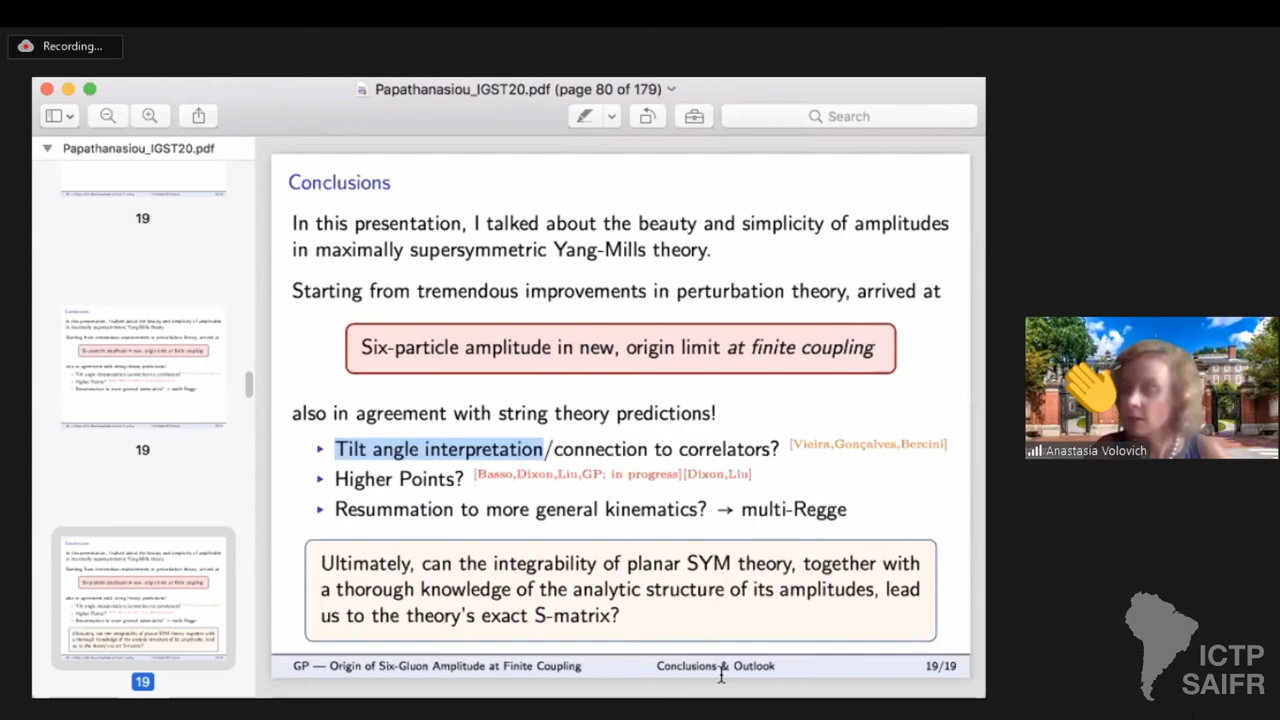 Recording...
Papathanasiou_IGST20.pdf (page 80 of 179)
Search
Papathanasiou_IGST20.pdf
19
19
19
Conclusions
In this presentation, I talked about the beauty and simplicity of amplitudes
in maximally supersymmetric Yang-Mills theory.
Starting from tremendous improvements in perturbation theory, arrived at
Six-particle amplitude in new, origin limit at finite coupling
also in agreement with string theory predictions!
▸ Tilt angle interpretation/connection to correlators? [Vieira,Gonçalves,Bercini]
▸ Higher Points? [Basso,Dixon,Liu,GP; in progress][Dixon,Liu]
▸ Resummation to more general kinematics? → multi-Regge
Ultimately, can the integrability of planar SYM theory, together with
a thorough knowledge of the analytic structure of its amplitudes, lead
us to the theory's exact S-matrix?
GP — Origin of Six-Gluon Amplitude at Finite Coupling Conclusions & Outlook 19/19
Anastasia Volovich
ICTP
SAIFR